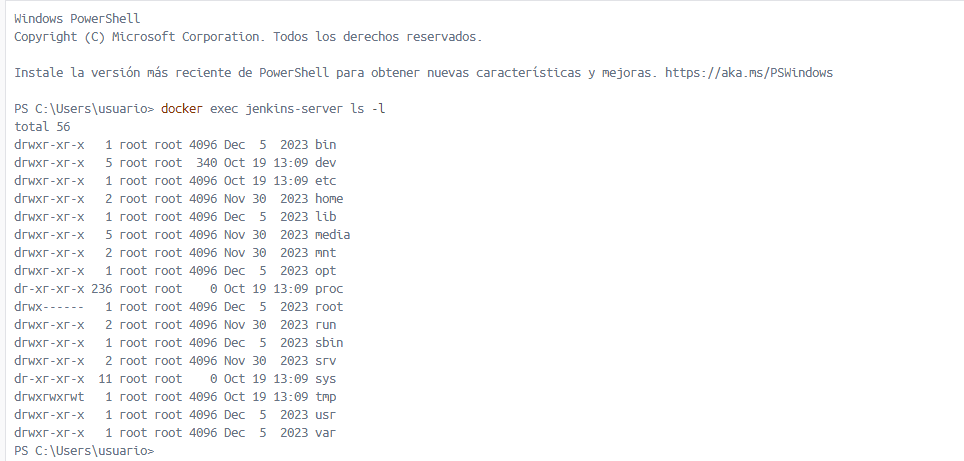 Windows PowerShell
Copyright (C) Microsoft Corporation. Todos los derechos reservados.
Instale la versión más reciente de PowerShell para obtener nuevas características y mejoras. https://aka.ms/PSWindows
PS C:\Users\usuario> docker exec jenkins-server ls -l
total 56
drwxr-xr-x   1 root root 4096 Dec  5  2023 bin
drwxr-xr-x   5 root root  340 Oct 19 13:09 dev
drwxr-xr-x   1 root root 4096 Oct 19 13:09 etc
drwxr-xr-x   2 root root 4096 Nov 30  2023 home
drwxr-xr-x   1 root root 4096 Dec  5  2023 lib
drwxr-xr-x   5 root root 4096 Nov 30  2023 media
drwxr-xr-x   2 root root 4096 Nov 30  2023 mnt
drwxr-xr-x   1 root root 4096 Dec  5  2023 opt
dr-xr-xr-x 236 root root    0 Oct 19 13:09 proc
drwx------   1 root root 4096 Dec  5  2023 root
drwxr-xr-x   2 root root 4096 Nov 30  2023 run
drwxr-xr-x   1 root root 4096 Dec  5  2023 sbin
drwxr-xr-x   2 root root 4096 Nov 30  2023 srv
dr-xr-xr-x  11 root root    0 Oct 19 13:09 sys
drwxrwxrwt   1 root root 4096 Oct 19 13:09 tmp
drwxr-xr-x   1 root root 4096 Dec  5  2023 usr
drwxr-xr-x   1 root root 4096 Dec  5  2023 var
PS C:\Users\usuario>